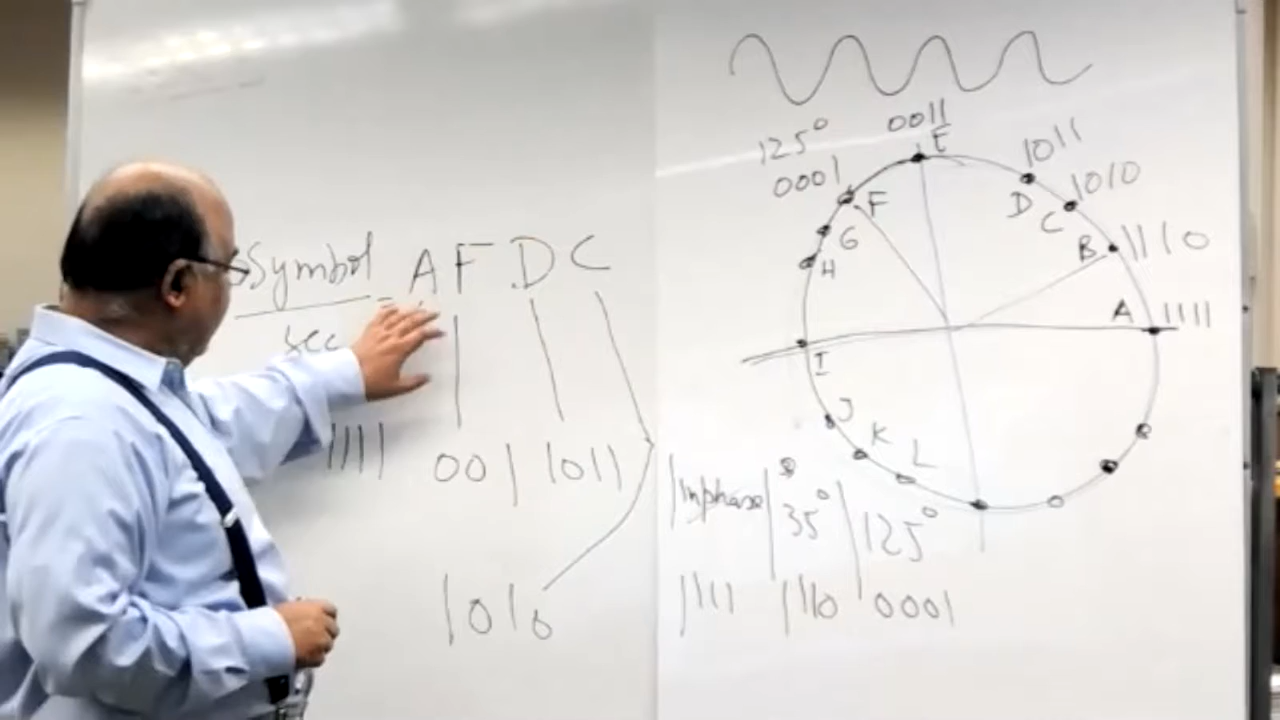 Symbol
sec
A F D C
1111 001 1011
1010
125°
0001
0011
E
1011
D
1010
C
B 1110
A 1111
F
G
H
I
J
K
L
Inphase 35° 125°
1111 1110 0001